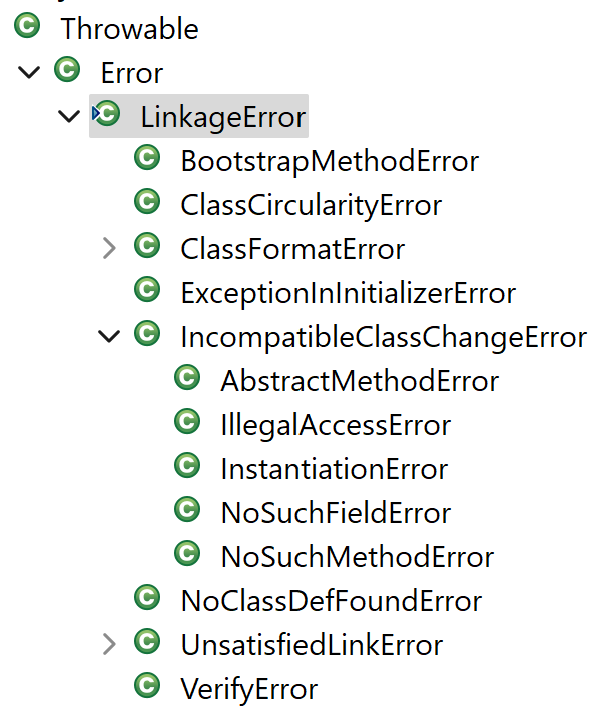 Throwable
Error
LinkageError
BootstrapMethodError
ClassCircularityError
ClassFormatError
ExceptionInInitializerError
IncompatibleClassChangeError
AbstractMethodError
IllegalAccessError
InstantiationError
NoSuchFieldError
NoSuchMethodError
NoClassDefFoundError
UnsatisfiedLinkError
VerifyError